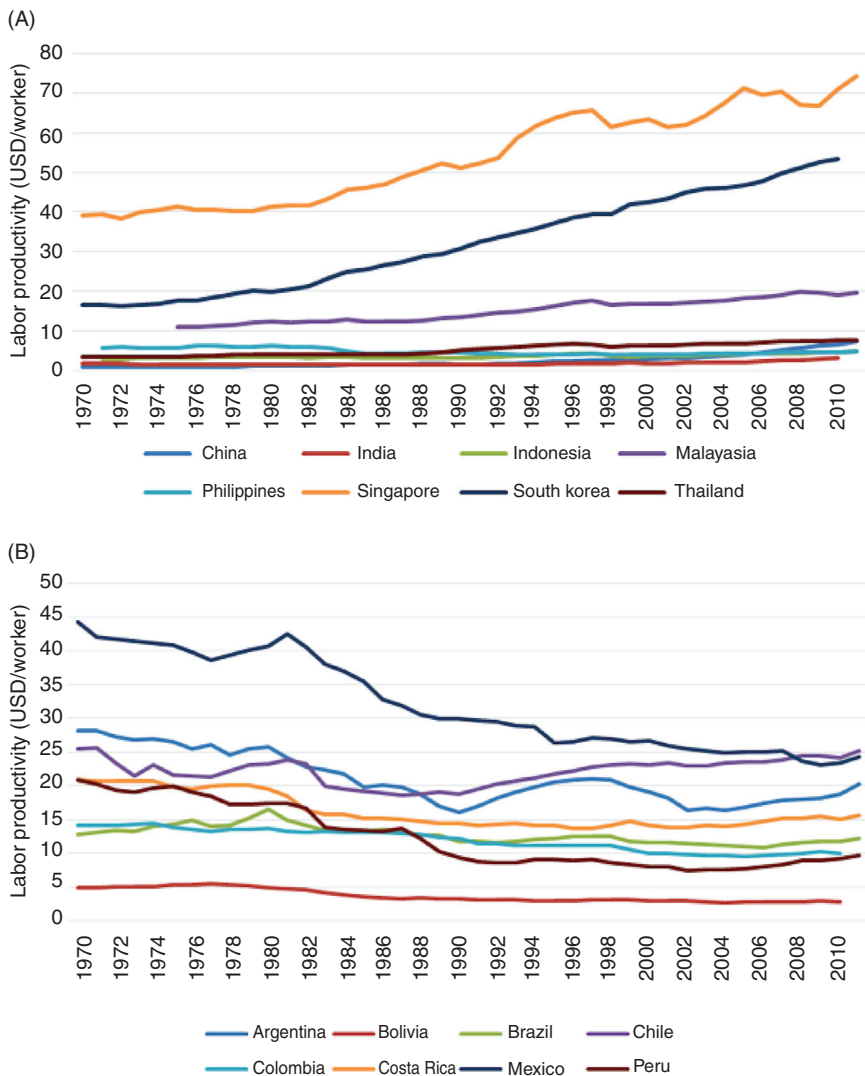 (A)
Labor productivity (USD/worker)
80
70
60
50
40
30
20
10
0
1970 1972 1974 1976 1978 1980 1982 1984 1986 1988 1990 1992 1994 1996 1998 2000 2002 2004 2006 2008 2010
China India Indonesia Malayasia
Philippines Singapore South korea Thailand
(B)
Labor productivity (USD/worker)
50
45
40
35
30
25
20
15
10
5
0
1970 1972 1974 1976 1978 1980 1982 1984 1986 1988 1990 1992 1994 1996 1998 2000 2002 2004 2006 2008 2010
Argentina Bolivia Brazil Chile
Colombia Costa Rica Mexico Peru